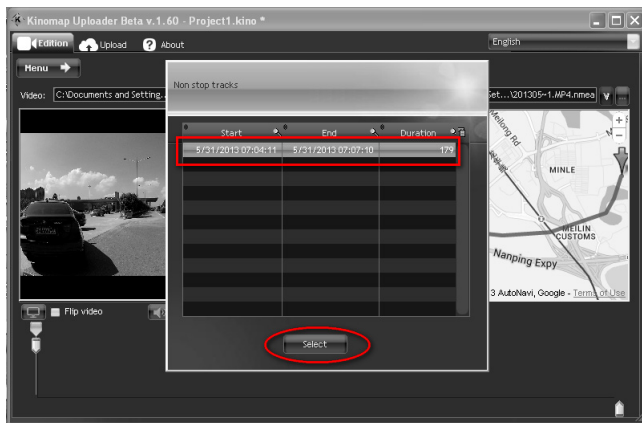 Kinomap Uploader Beta v.1.60 - Project1.kino *
Edition Upload ? About English
Menu
Video: C:\Documents and Setting... Set...\201305~1.MP4.nmea
Non stop tracks
Start End Duration
5/31/2013 07:04:11 5/31/2013 07:07:10 179
Select
Flip video
MINLE
MEILIN
CUSTOMS
Nanping Expy
3 AutoNavi, Google - Terms of Use